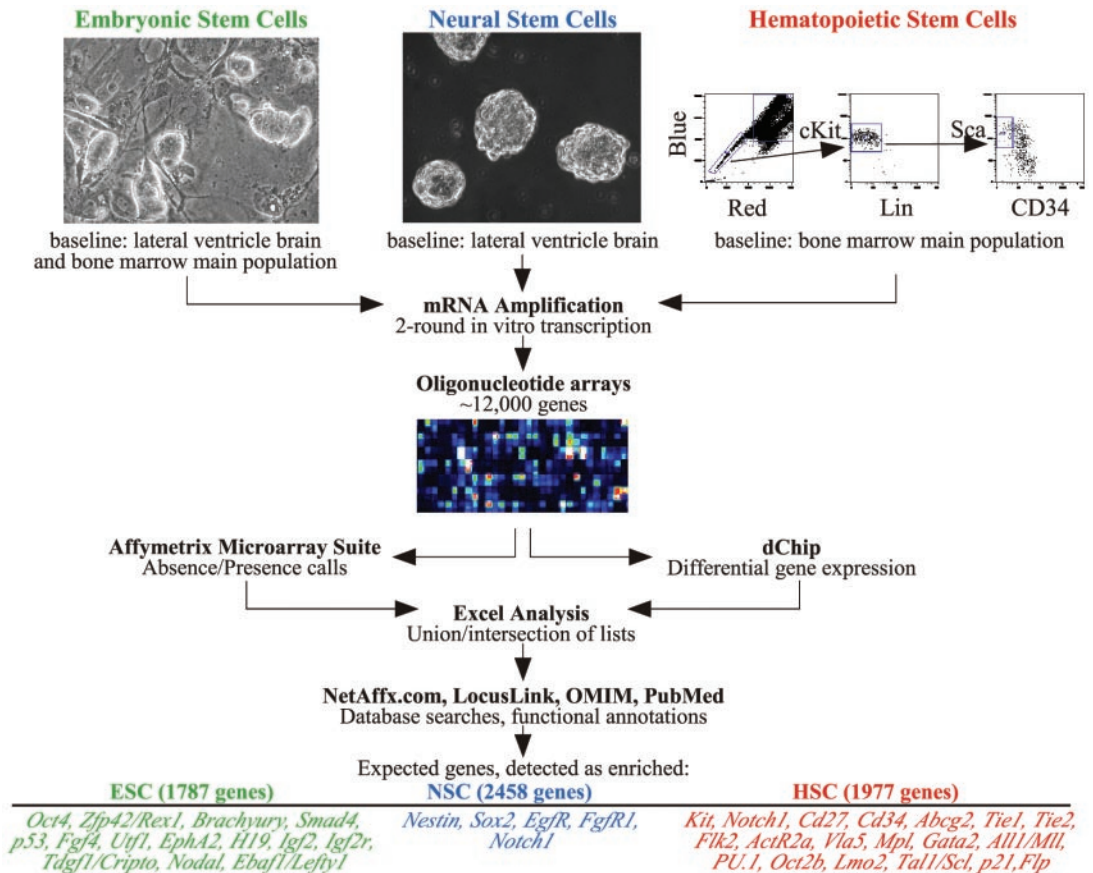 Embryonic Stem Cells
Neural Stem Cells
Hematopoietic Stem Cells
Blue
cKit
Sca
Red
Lin
CD34
baseline: lateral ventricle brain
and bone marrow main population
baseline: lateral ventricle brain
baseline: bone marrow main population
mRNA Amplification
2-round in vitro transcription
Oligonucleotide arrays
~12,000 genes
Affymetrix Microarray Suite
Absence/Presence calls
dChip
Differential gene expression
Excel Analysis
Union/intersection of lists
NetAffx.com, LocusLink, OMIM, PubMed
Database searches, functional annotations
Expected genes, detected as enriched:
ESC (1787 genes)
Oct4, Zfp42/Rex1, Brachyury, Smad4,
p53, Fgf4, Utf1, EphA2, H19, Igf2, Igf2r,
Tdgf1/Cripto, Nodal, Ebaf1/Lefty1
NSC (2458 genes)
Nestin, Sox2, EgfR, FgfR1,
Notch1
HSC (1977 genes)
Kit, Notch1, Cd27, Cd34, Abcg2, Tie1, Tie2,
Flk2, ActR2a, Vla5, Mpl, Gata2, All1/Mll,
PU.1, Oct2b, Lmo2, Tal1/Scl, p21,Flp